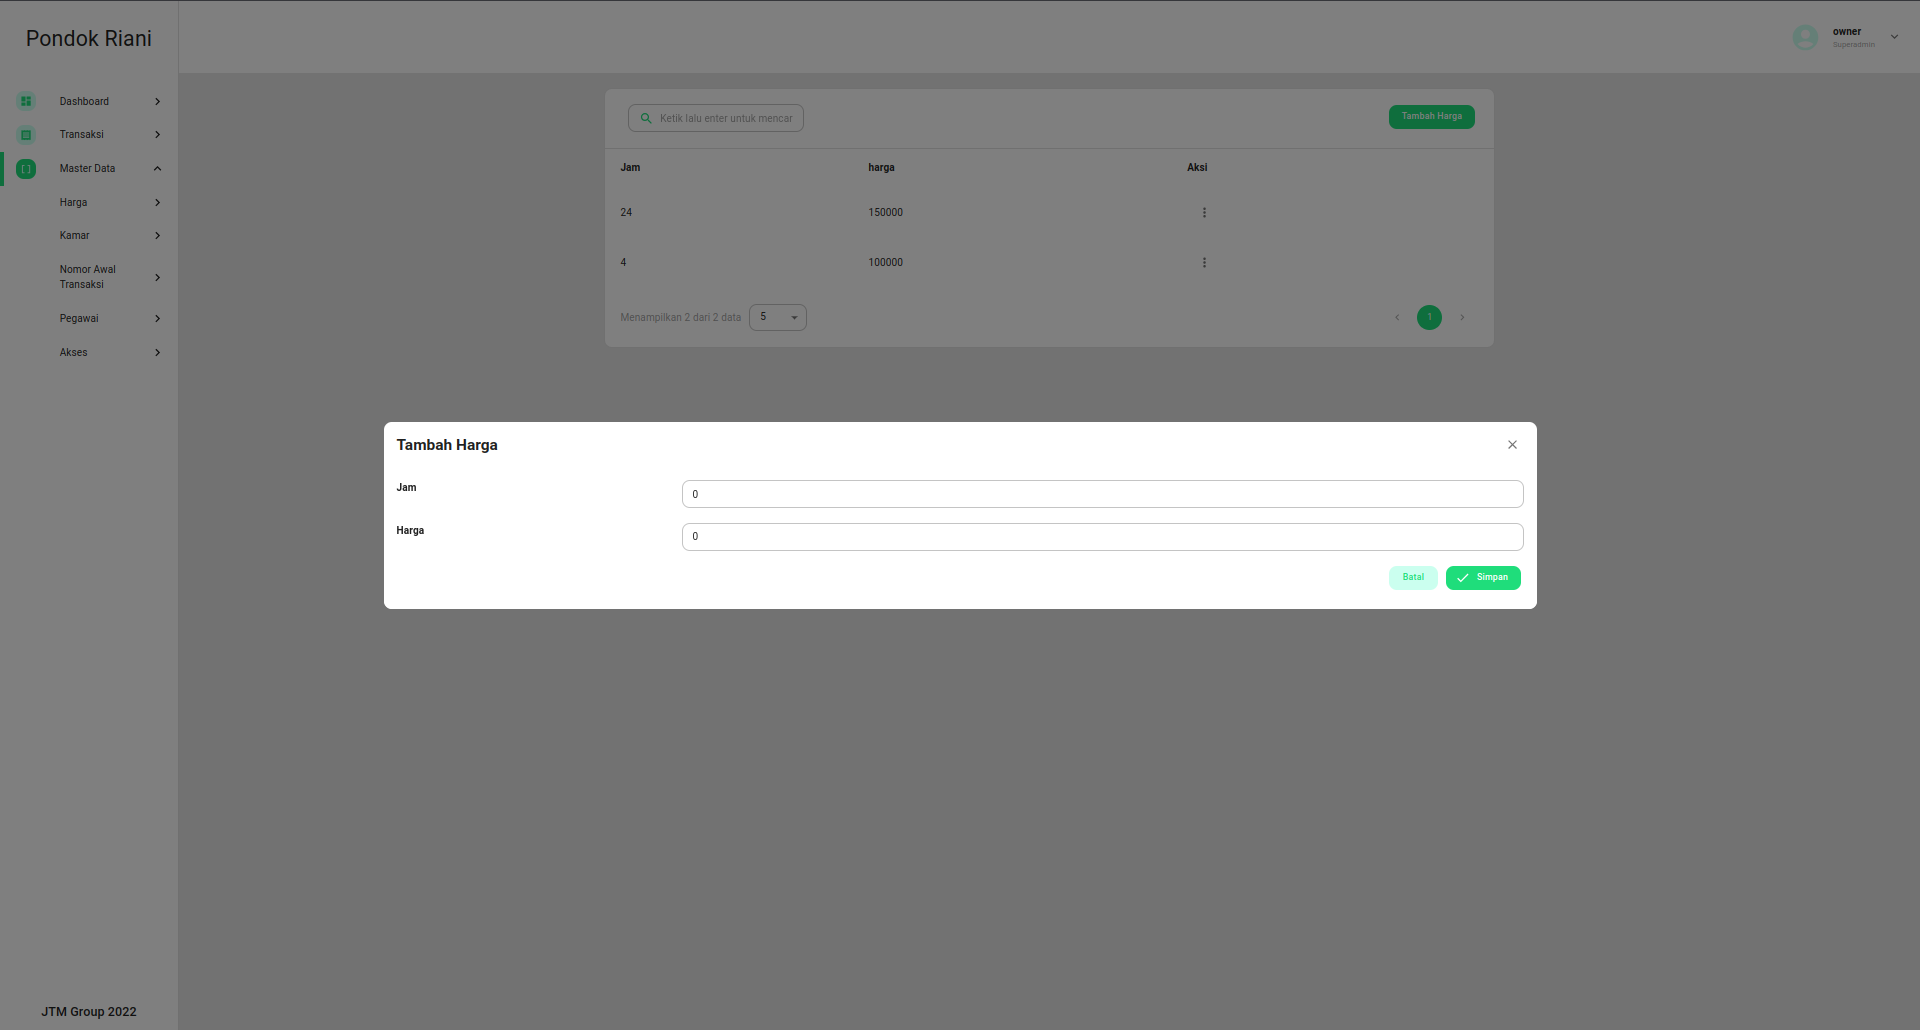 Pondok Riani
owner
Superadmin
Dashboard
Transaksi
Master Data
Harga
Kamar
Nomor Awal
Transaksi
Pegawai
Akses
JTM Group 2022
Ketik lalu enter untuk mencar
Tambah Harga
Jam harga Aksi
24 150000
4 100000
Menampilkan 2 dari 2 data 5 1
Tambah Harga
Jam 0
Harga 0
Batal Simpan